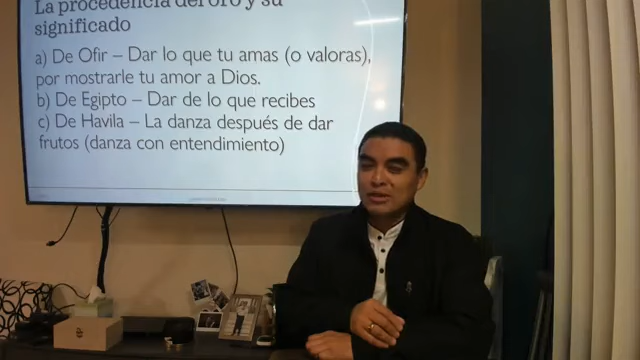 La procedencia del oro y su
significado
a) De Ofir – Dar lo que tu amas (o valoras),
por mostrarle tu amor a Dios.
b) De Egipto – Dar de lo que recibes
c) De Havila – La danza después de dar
frutos (danza con entendimiento)